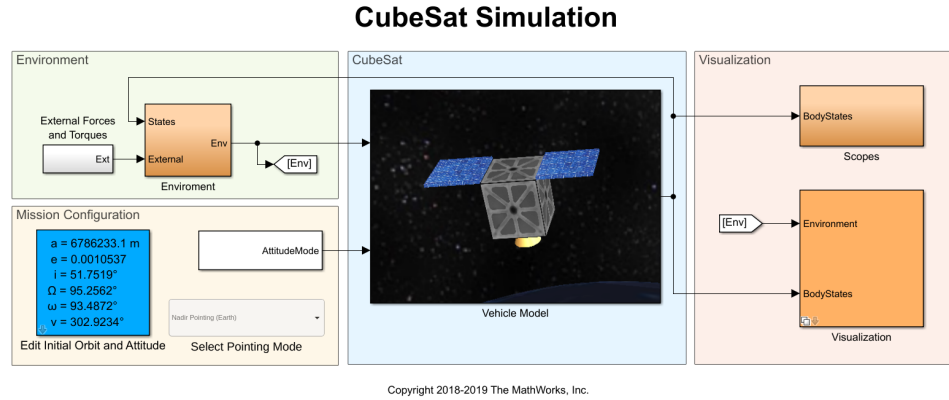 CubeSat Simulation
Environment
External Forces
and Torques
Ext
States
External
Env
Enviroment
[Env]
Mission Configuration
a = 6786233.1 m
e = 0.0010537
i = 51.7519°
Ω = 95.2562°
ω = 93.4872°
v = 302.9234°
Edit Initial Orbit and Attitude
AttitudeMode
Nadir Pointing (Earth)
Select Pointing Mode
CubeSat
Vehicle Model
Visualization
BodyStates
Scopes
[Env]
Environment
BodyStates
Visualization
Copyright 2018-2019 The MathWorks, Inc.